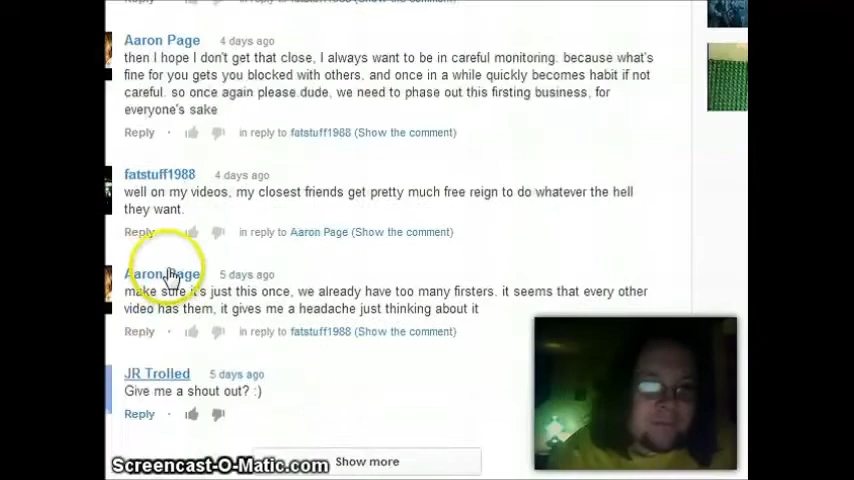 Aaron Page 4 days ago
then I hope I don't get that close, I always want to be in careful monitoring. because what's
fine for you gets you blocked with others. and once in a while quickly becomes habit if not
careful. so once again please dude, we need to phase out this firsting business, for
everyone's sake
Reply · in reply to fatstuff1988 (Show the comment)
fatstuff1988 4 days ago
well on my videos, my closest friends get pretty much free reign to do whatever the hell
they want.
Reply in reply to Aaron Page (Show the comment)
Aaron Page 5 days ago
make sure it's just this once, we already have too many firsters. it seems that every other
video has them, it gives me a headache just thinking about it
Reply · in reply to fatstuff1988 (Show the comment)
JR Trolled 5 days ago
Give me a shout out? :)
Reply ·
Show more
Screencast-O-Matic.com